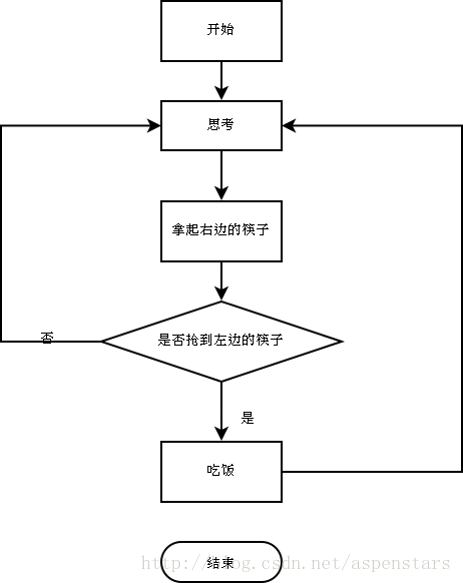 开始
思考
拿起右边的筷子
是否抢到左边的筷子
否
是
吃饭
结束
http://blog.csdn.net/aspenstars